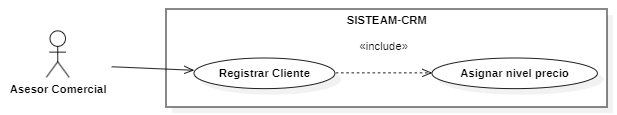 SISTEAM-CRM
«include»
Registrar Cliente
Asignar nivel precio
Asesor Comercial